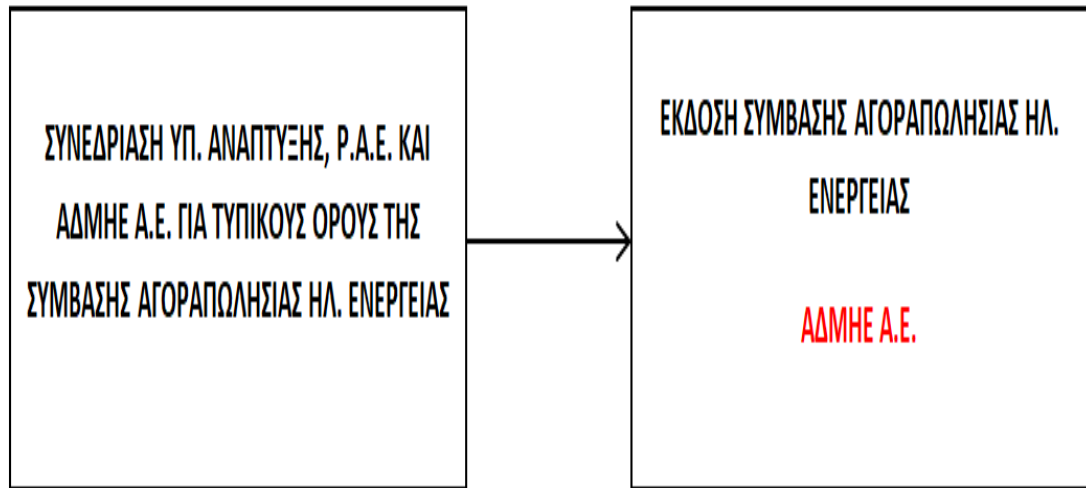 ΣΥΝΕΔΡΙΑΣΗ ΥΠ. ΑΝΑΠΤΥΞΗΣ, Ρ.Α.Ε. ΚΑΙ
ΑΔΜΗΕ Α.Ε. ΓΙΑ ΤΥΠΙΚΟΥΣ ΟΡΟΥΣ ΤΗΣ
ΣΥΜΒΑΣΗΣ ΑΓΟΡΑΠΩΛΗΣΙΑΣ ΗΛ. ΕΝΕΡΓΕΙΑΣ
ΕΚΔΟΣΗ ΣΥΜΒΑΣΗΣ ΑΓΟΡΑΠΩΛΗΣΙΑΣ ΗΛ.
ΕΝΕΡΓΕΙΑΣ
ΑΔΜΗΕ Α.Ε.